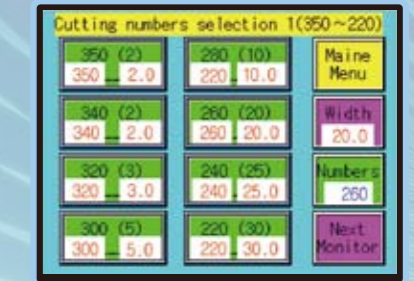 Cutting numbers selection 1(350~220)
350 (2)
350 2.0
280 (10)
220 10.0
Maine
Menu
340 (2)
340 2.0
260 (20)
260 20.0
Width
20.0
320 (3)
320 3.0
240 (25)
240 25.0
Numbers
260
300 (5)
300 5.0
220 (30)
220 30.0
Next
Monitor